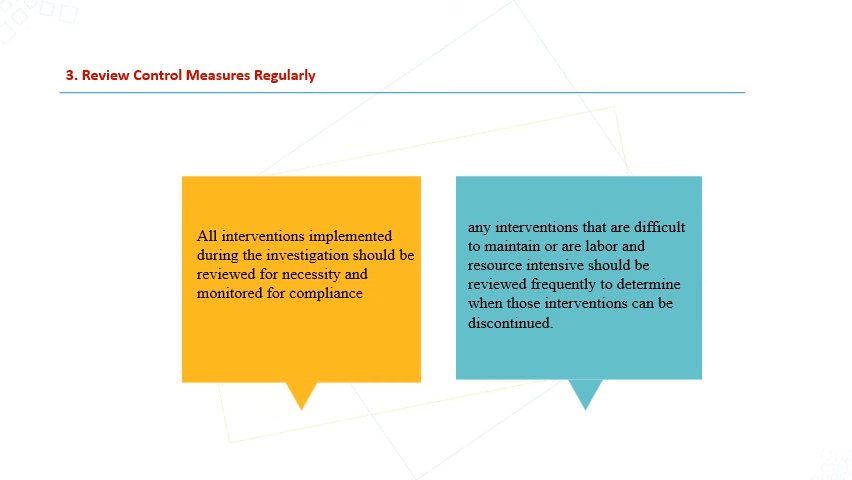 3. Review Control Measures Regularly
All interventions implemented
during the investigation should be
reviewed for necessity and
monitored for compliance
any interventions that are difficult
to maintain or are labor and
resource intensive should be
reviewed frequently to determine
when those interventions can be
discontinued.